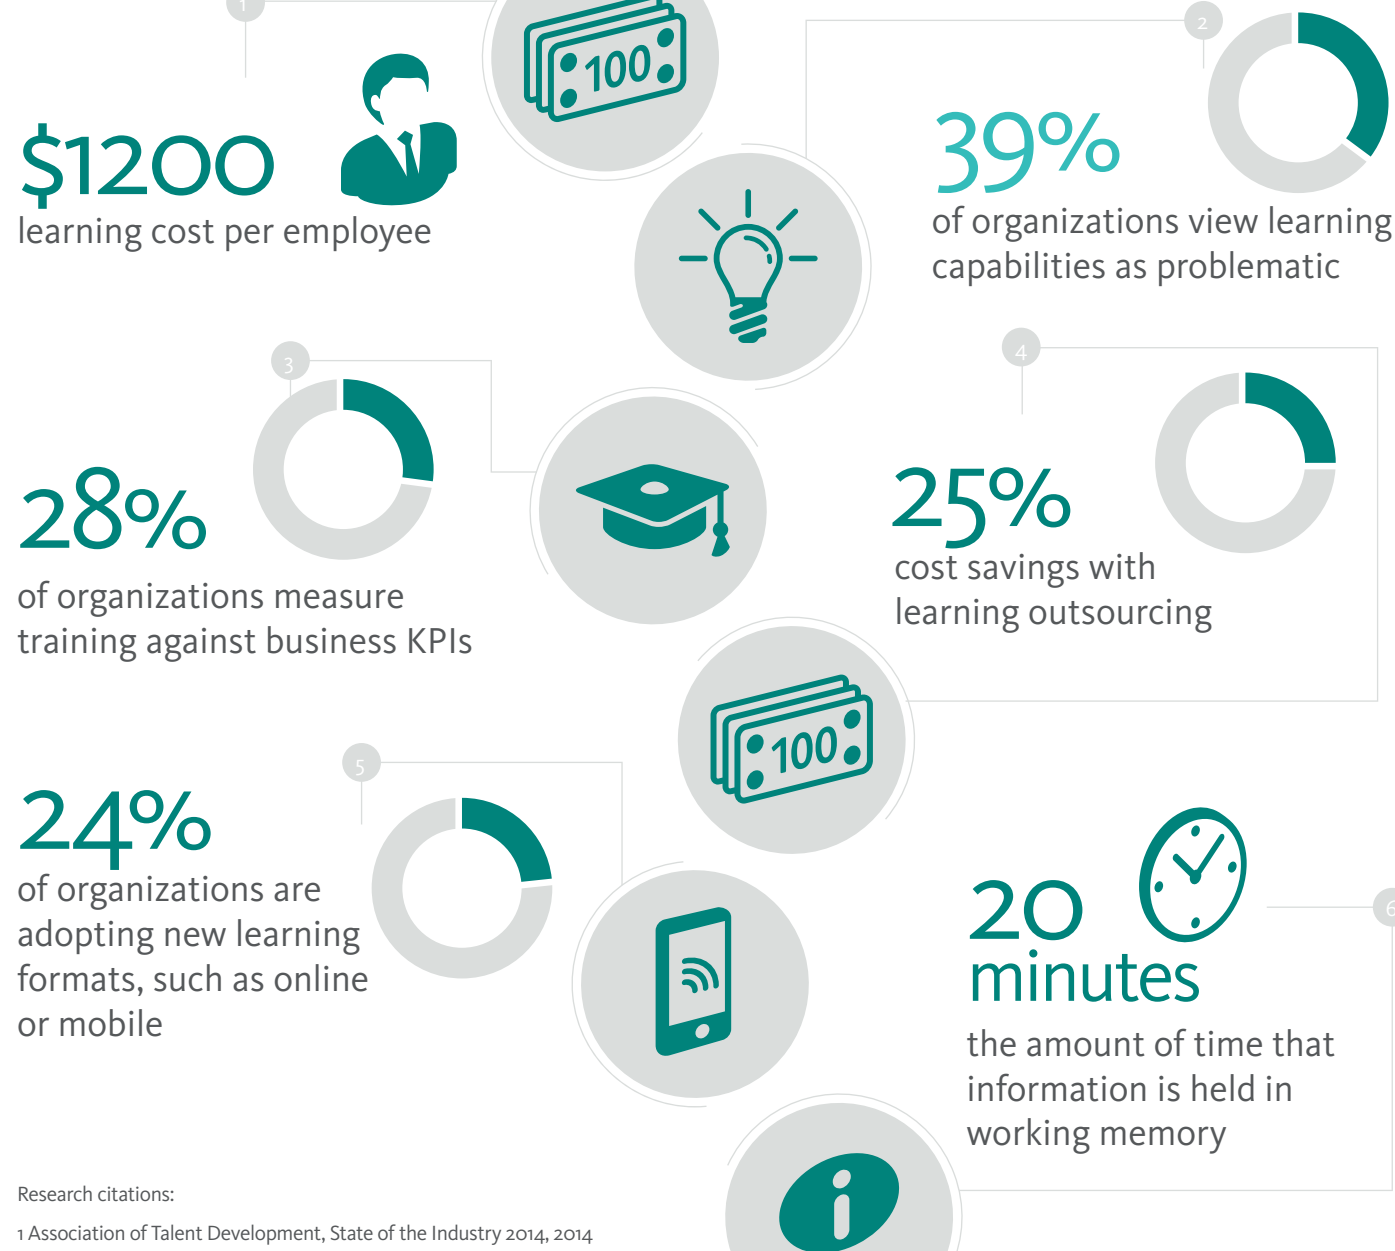 1
100
2
$1200
learning cost per employee
39%
of organizations view learning
capabilities as problematic
3
28%
of organizations measure
training against business KPIs
4
25%
cost savings with
learning outsourcing
100
5
24%
of organizations are
adopting new learning
formats, such as online
or mobile
6
20
minutes
the amount of time that
information is held in
working memory
i
Research citations:
1 Association of Talent Development, State of the Industry 2014, 2014